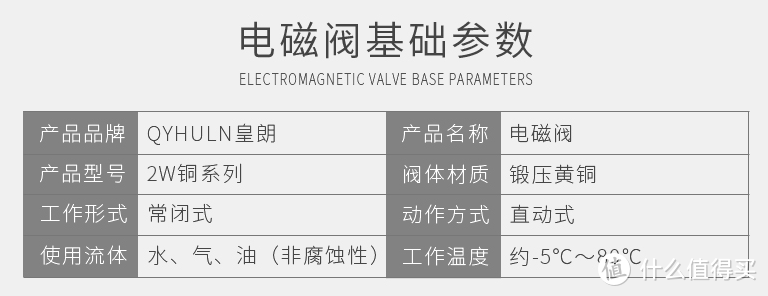 电磁阀基础参数
ELECTROMAGNETIC VALVE BASE PARAMETERS
产品品牌 QYHULN皇朗 产品名称 电磁阀
产品型号 2W铜系列 阀体材质 锻压黄铜
工作形式 常闭式 动作方式 直动式
使用流体 水、气、油（非腐蚀性） 工作温度 约-5℃～80℃
值 什么值得买